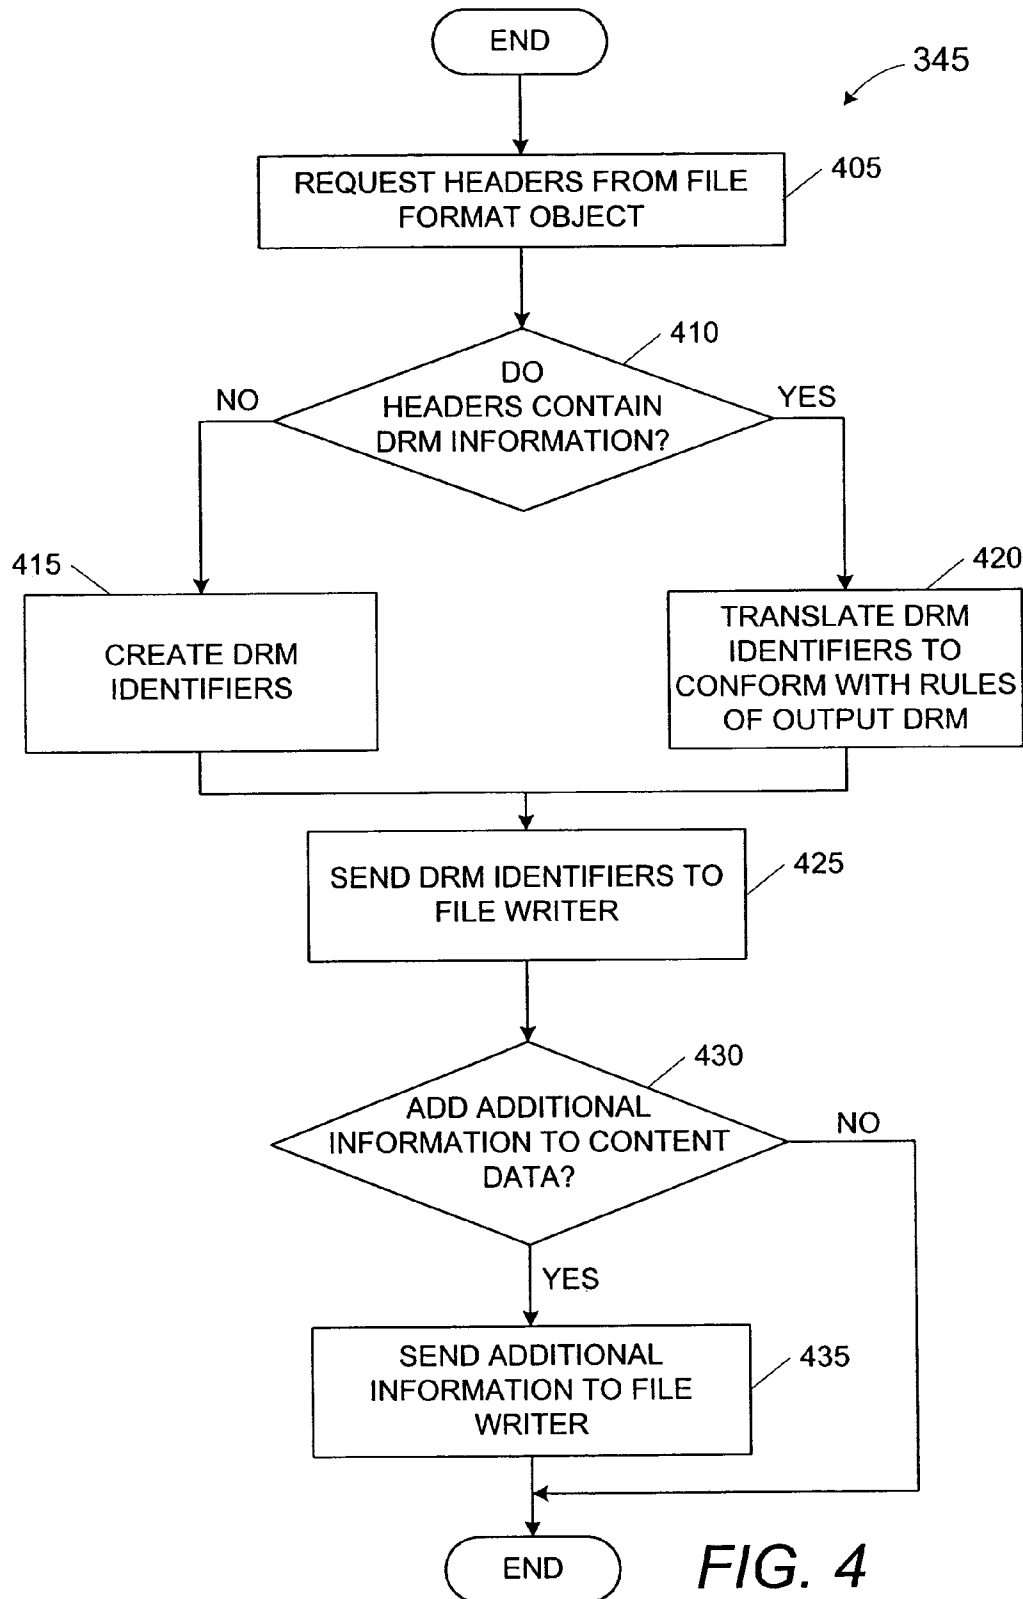 END
345
REQUEST HEADERS FROM FILE
FORMAT OBJECT
405
410
DO
HEADERS CONTAIN
DRM INFORMATION?
NO
YES
415
420
CREATE DRM
IDENTIFIERS
TRANSLATE DRM
IDENTIFIERS TO
CONFORM WITH RULES
OF OUTPUT DRM
SEND DRM IDENTIFIERS TO
FILE WRITER
425
430
ADD ADDITIONAL
INFORMATION TO CONTENT
DATA?
NO
YES
SEND ADDITIONAL
INFORMATION TO FILE
WRITER
435
END
FIG. 4